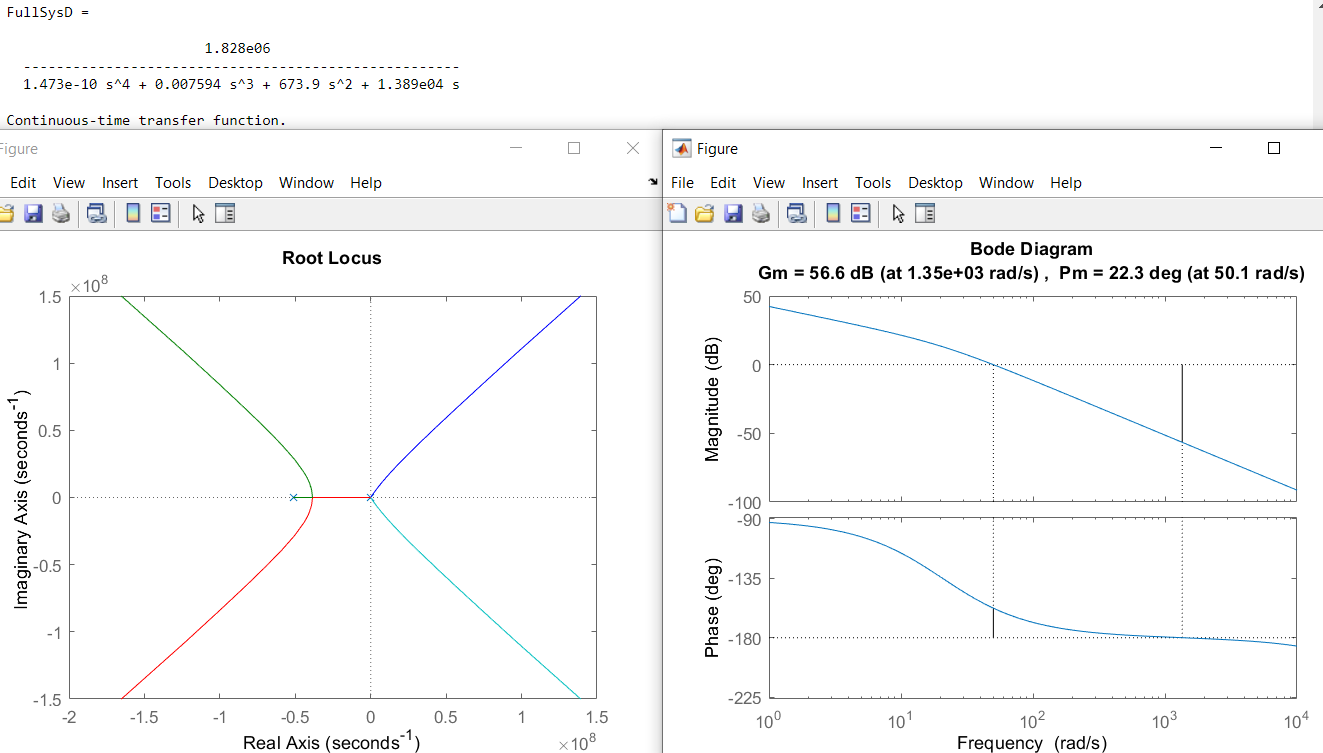 FullSysD =
1.828e06
---------------------------------------------------
1.473e-10 s^4 + 0.007594 s^3 + 673.9 s^2 + 1.389e04 s
Continuous-time transfer function.
Figure
Edit View Insert Tools Desktop Window Help
Root Locus
×10^8
1.5
1
0.5
0
-0.5
-1
-1.5
Imaginary Axis (seconds^-1)
-2 -1.5 -1 -0.5 0 0.5 1 1.5
Real Axis (seconds^-1)
×10^8
Figure
File Edit View Insert Tools Desktop Window Help
Bode Diagram
Gm = 56.6 dB (at 1.35e+03 rad/s) , Pm = 22.3 deg (at 50.1 rad/s)
50
0
-50
-100
Magnitude (dB)
-90
-135
-180
-225
Phase (deg)
10^0 10^1 10^2 10^3 10^4
Frequency (rad/s)